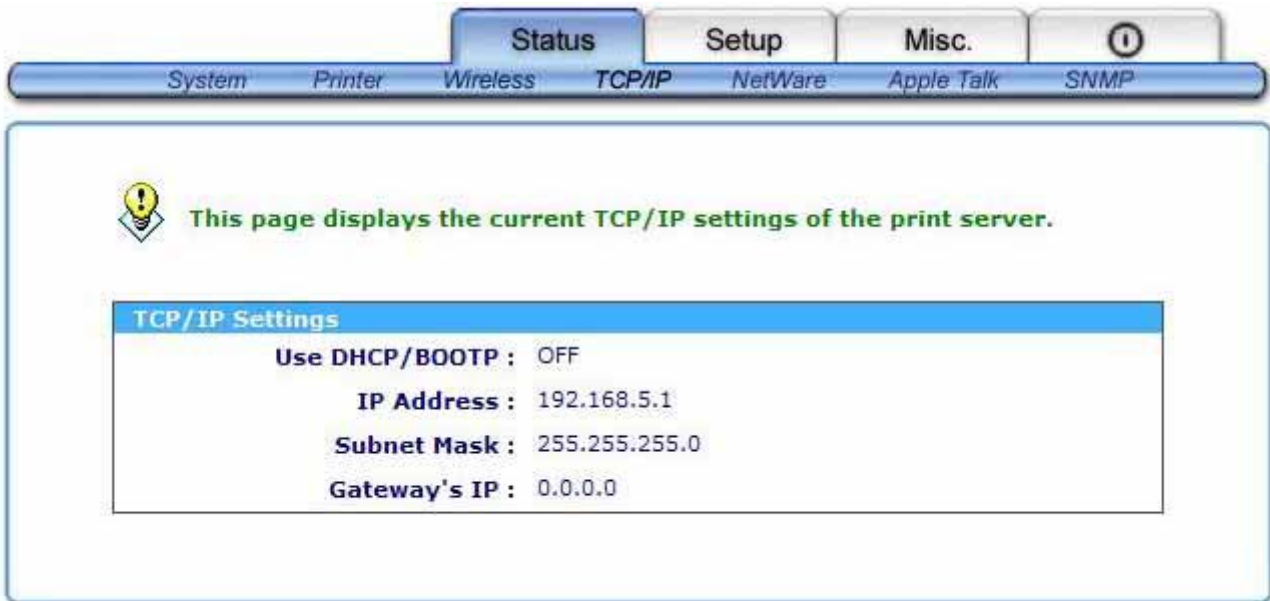 Status Setup Misc.
System Printer Wireless TCP/IP NetWare Apple Talk SNMP
This page displays the current TCP/IP settings of the print server.
TCP/IP Settings
Use DHCP/BOOTP : OFF
IP Address : 192.168.5.1
Subnet Mask : 255.255.255.0
Gateway's IP : 0.0.0.0